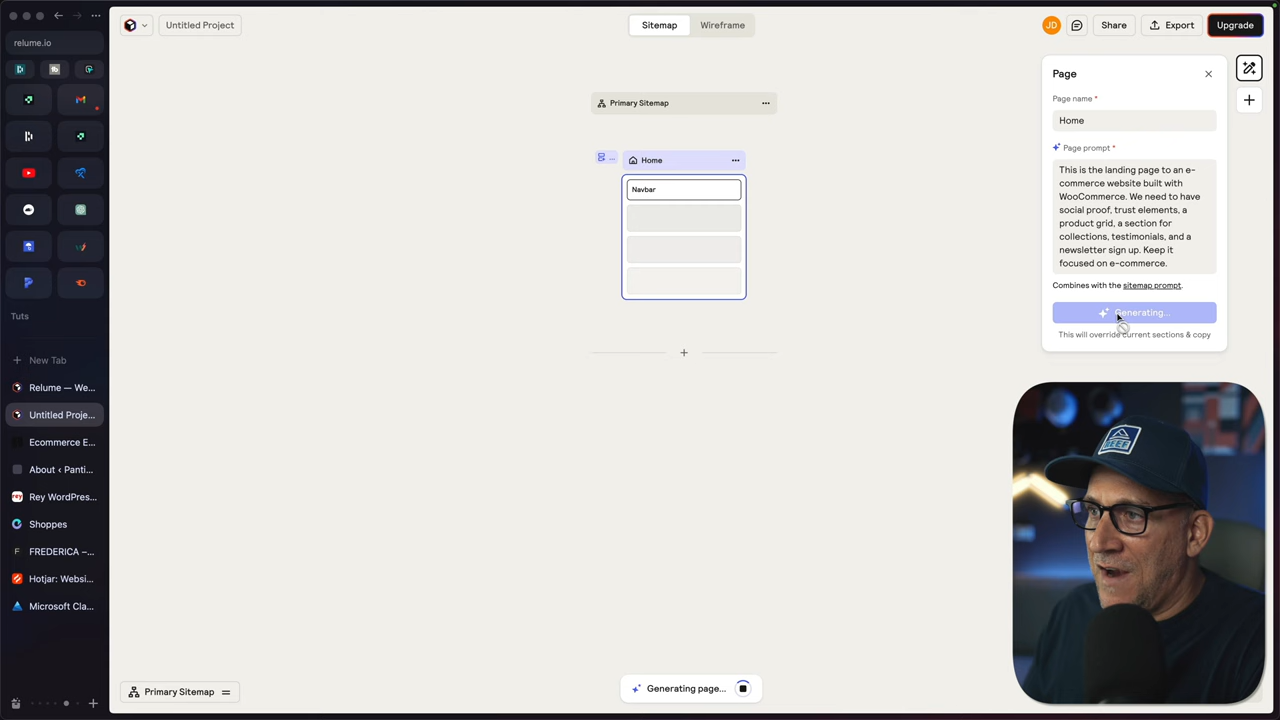 relume.io
Untitled Project
Sitemap
Wireframe
JD
Share
Export
Upgrade
Primary Sitemap
Home
Navbar
Page
Page name *
Home
Page prompt *
This is the landing page to an e-
commerce website built with
WooCommerce. We need to have
social proof, trust elements, a
product grid, a section for
collections, testimonials, and a
newsletter sign up. Keep it
focused on e-commerce.
Combines with the sitemap prompt.
Generating...
This will override current sections & copy
Tuts
New Tab
Relume — We...
Untitled Proje...
Ecommerce E...
About ‹ Panti...
rey
Rey WordPres...
Shoppes
F
FREDERICA –...
Hotjar: Websi...
Microsoft Cla...
REEF
Primary Sitemap
Generating page...